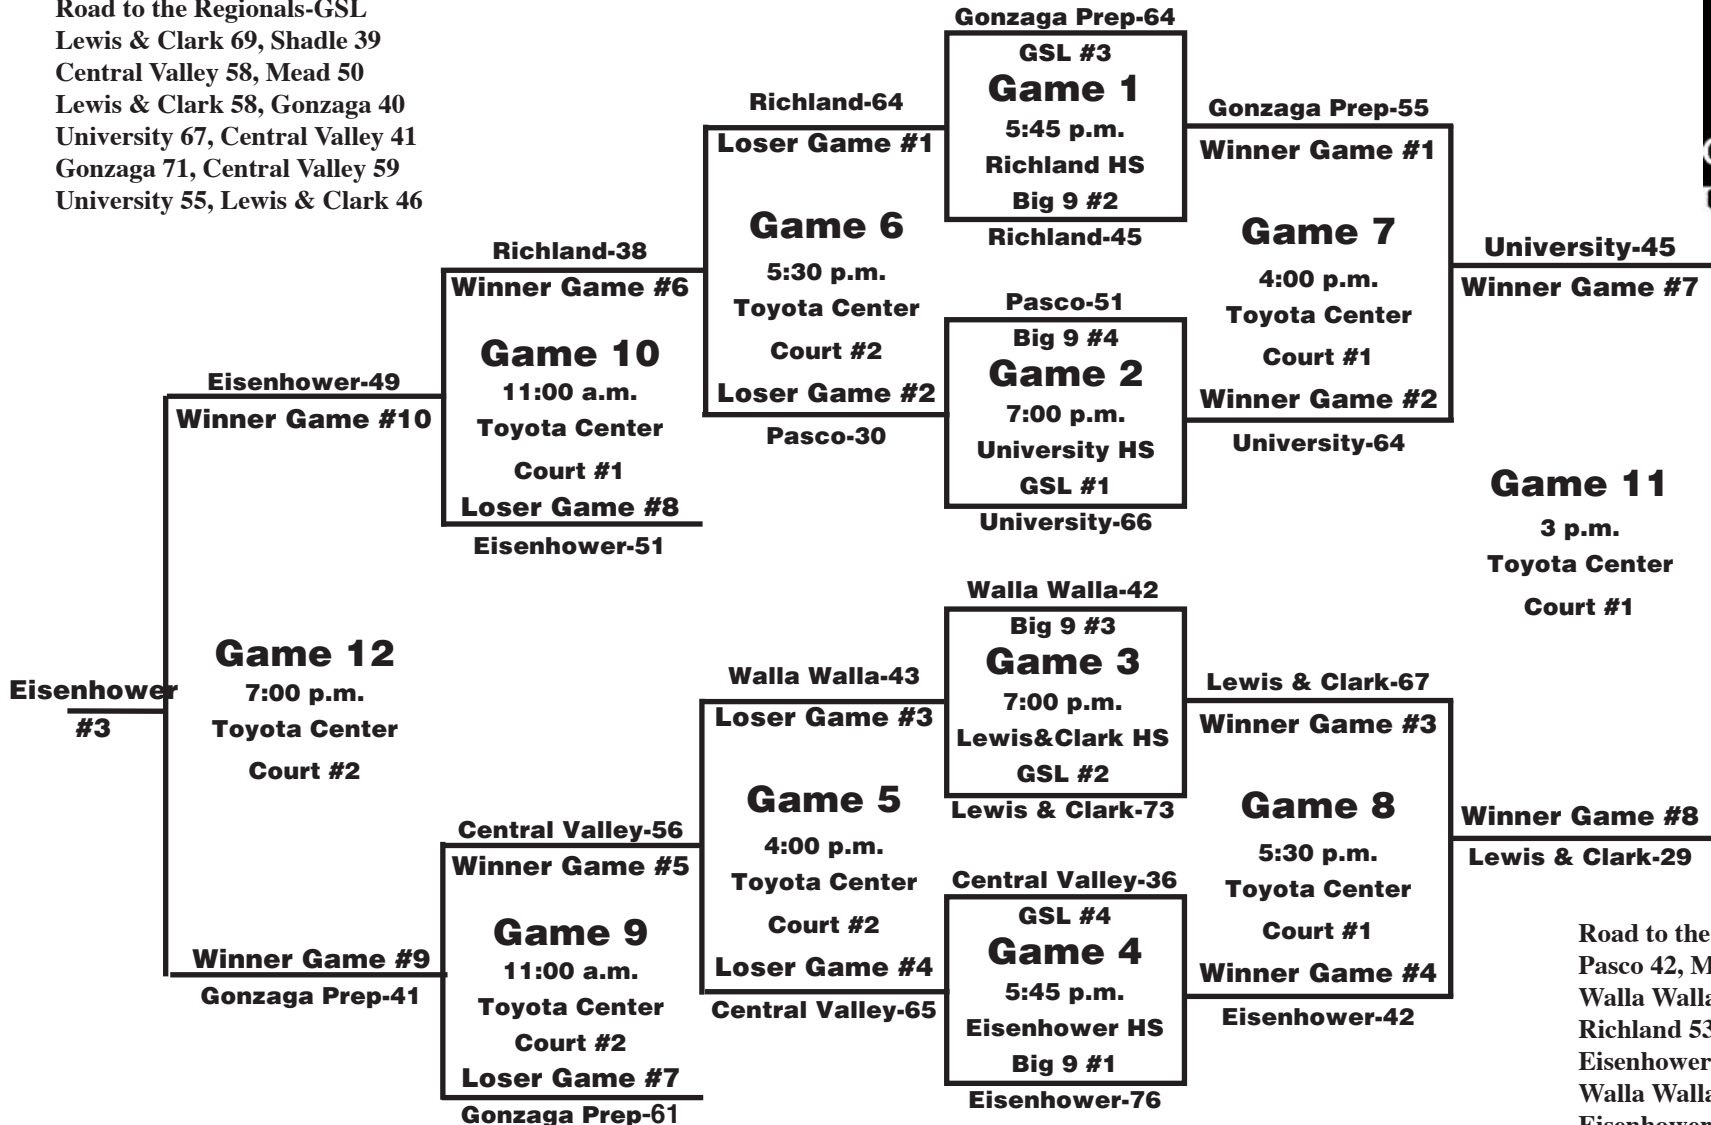 Road to the Regionals-GSL
Lewis & Clark 69, Shadle 39
Central Valley 58, Mead 50
Lewis & Clark 58, Gonzaga 40
University 67, Central Valley 41
Gonzaga 71, Central Valley 59
University 55, Lewis & Clark 46
Eisenhower
#3
Eisenhower-49
Winner Game #10
Game 12
7:00 p.m.
Toyota Center
Court #2
Winner Game #9
Gonzaga Prep-41
Richland-38
Winner Game #6
Game 10
11:00 a.m.
Toyota Center
Court #1
Loser Game #8
Eisenhower-51
Central Valley-56
Winner Game #5
Game 9
11:00 a.m.
Toyota Center
Court #2
Loser Game #7
Gonzaga Prep-61
Richland-64
Loser Game #1
Game 6
5:30 p.m.
Toyota Center
Court #2
Loser Game #2
Pasco-30
Walla Walla-43
Loser Game #3
Game 5
4:00 p.m.
Toyota Center
Court #2
Loser Game #4
Central Valley-65
Gonzaga Prep-64
GSL #3
Game 1
5:45 p.m.
Richland HS
Big 9 #2
Richland-45
Pasco-51
Big 9 #4
Game 2
7:00 p.m.
University HS
GSL #1
University-66
Walla Walla-42
Big 9 #3
Game 3
7:00 p.m.
Lewis&Clark HS
GSL #2
Lewis & Clark-73
Central Valley-36
GSL #4
Game 4
5:45 p.m.
Eisenhower HS
Big 9 #1
Eisenhower-76
Gonzaga Prep-55
Winner Game #1
Game 7
4:00 p.m.
Toyota Center
Court #1
Winner Game #2
University-64
Lewis & Clark-67
Winner Game #3
Game 8
5:30 p.m.
Toyota Center
Court #1
Winner Game #4
Eisenhower-42
University-45
Winner Game #7
Game 11
3 p.m.
Toyota Center
Court #1
Winner Game #8
Lewis & Clark-29
Road to the
Pasco 42, M
Walla Walla
Richland 53
Eisenhower
Walla Walla
Eisenhower